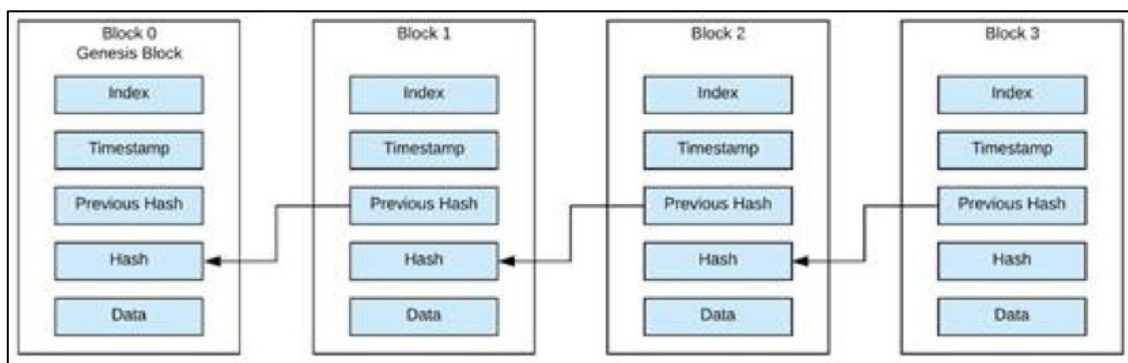 Block 0
Genesis Block
Index
Timestamp
Previous Hash
Hash
Data
Block 1
Index
Timestamp
Previous Hash
Hash
Data
Block 2
Index
Timestamp
Previous Hash
Hash
Data
Block 3
Index
Timestamp
Previous Hash
Hash
Data